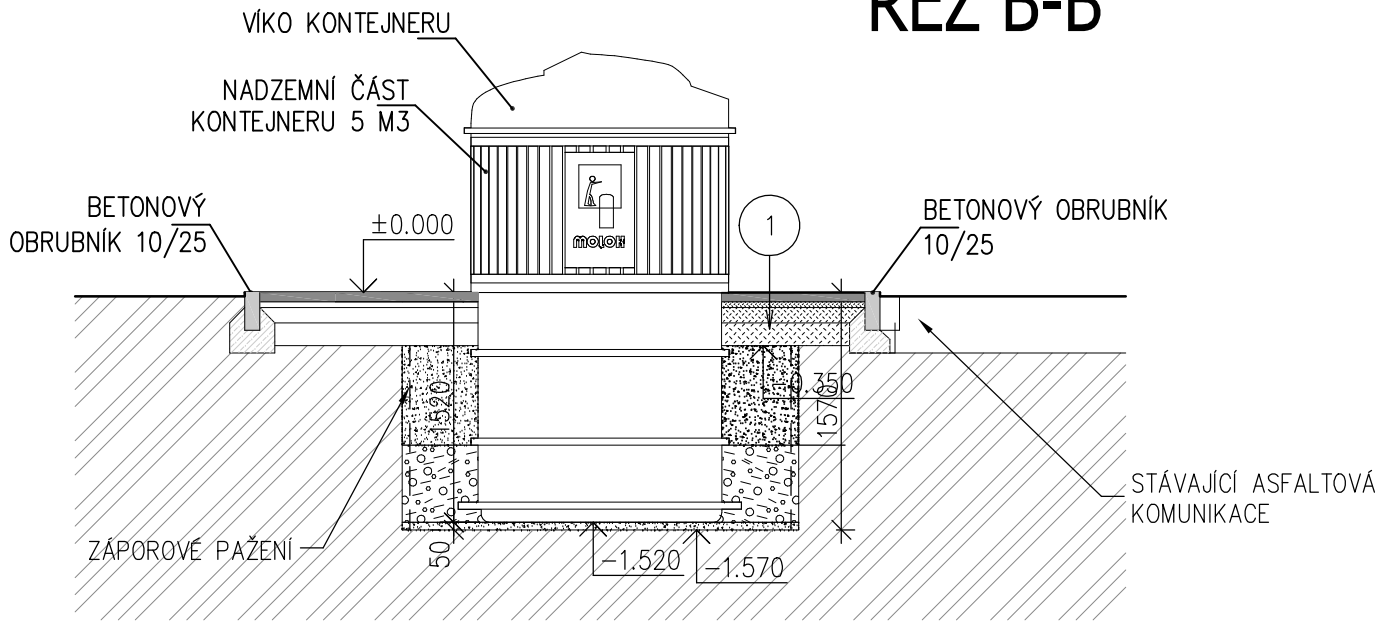 ŘEZ B-B
VÍKO KONTEJNERU
NADZEMNÍ ČÁST
KONTEJNERU 5 M3
BETONOVÝ
OBRUBNÍK 10/25
±0.000
1
BETONOVÝ OBRUBNÍK
10/25
MOLOK
-0.350
1520
1570
STÁVAJÍCÍ ASFALTOVÁ
KOMUNIKACE
ZÁPOROVÉ PAŽENÍ
50
-1.520
-1.570